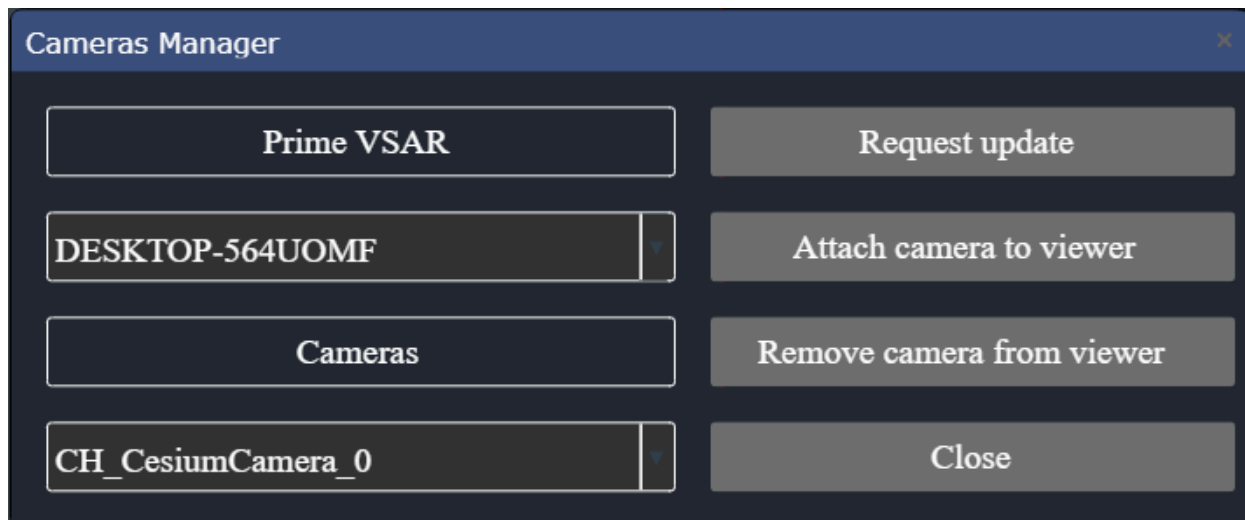 Cameras Manager
Prime VSAR
Request update
DESKTOP-564UOMF
Attach camera to viewer
Cameras
Remove camera from viewer
CH_CesiumCamera_0
Close